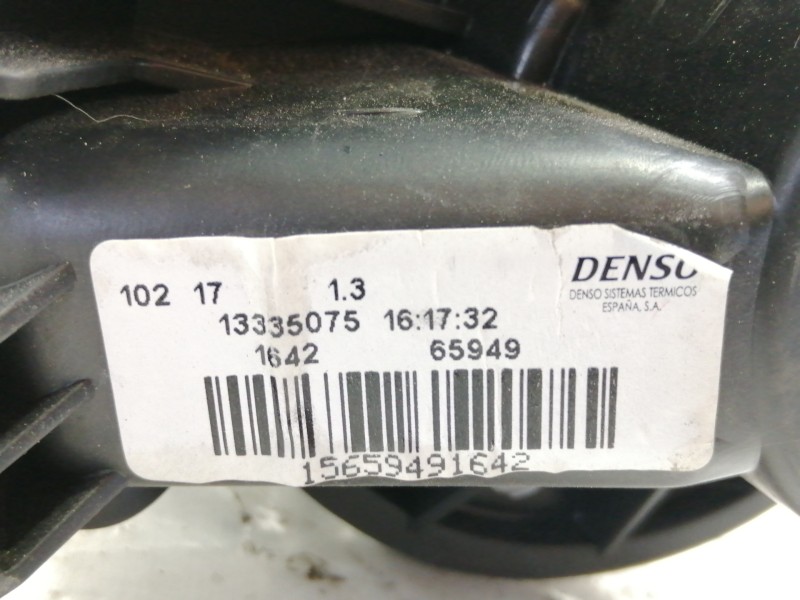 102 17 1.3
DENSO
DENSO SISTEMAS TERMICOS
ESPAÑA, S.A.
13335075 16:17:32
1642 65949
15659491642